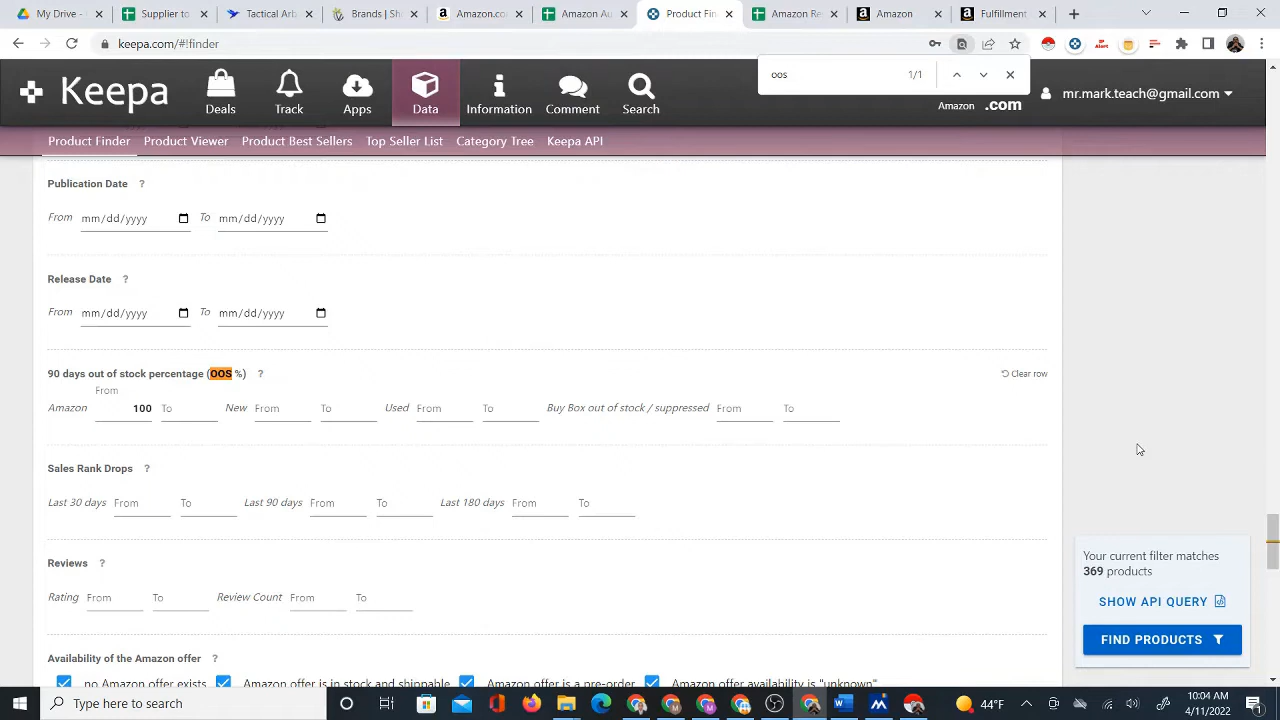 Supplier to
Tactical Arb
Brands | Sh
Amazon.co
Amazon Au
Product Fin
Amazon Re
Amazon
Fulfillment
keepa.com/#!finder
oos
1/1
Keepa
Deals
Track
Apps
Data
Information
Comment
Search
Amazon .com
mr.mark.teach@gmail.com
Product Finder Product Viewer Product Best Sellers Top Seller List Category Tree Keepa API
Publication Date ?
From mm/dd/yyyy To mm/dd/yyyy
Release Date ?
From mm/dd/yyyy To mm/dd/yyyy
90 days out of stock percentage (OOS %) ?
Clear row
From
Amazon 100 To New From To Used From To Buy Box out of stock / suppressed From To
Sales Rank Drops ?
Last 30 days From To Last 90 days From To Last 180 days From To
Reviews ?
Rating From To Review Count From To
Availability of the Amazon offer ?
no Amazon offer exists Amazon offer is in stock and shippable Amazon offer is a pre-order Amazon offer availability is "unknown"
Your current filter matches
369 products
SHOW API QUERY
FIND PRODUCTS
Type here to search
44°F
10:04 AM
4/11/2022